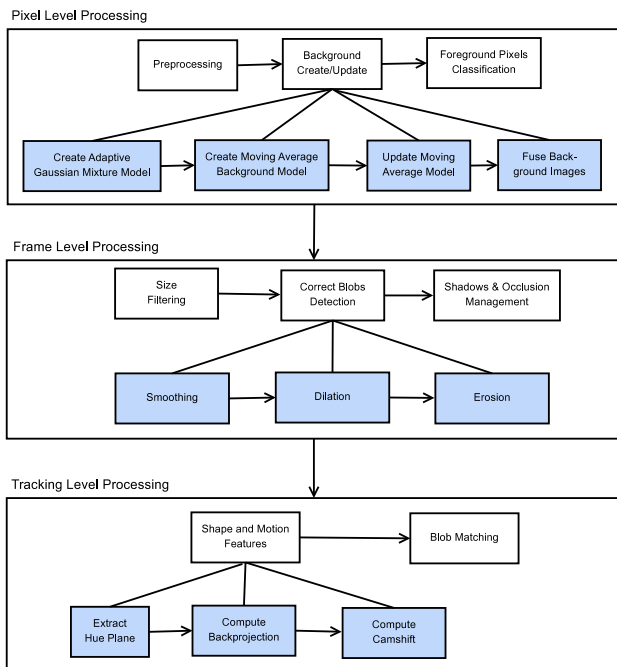 Pixel Level Processing
Preprocessing
Background
Create/Update
Foreground Pixels
Classification
Create Adaptive
Gaussian Mixture Model
Create Moving Average
Background Model
Update Moving
Average Model
Fuse Back-
ground Images
Frame Level Processing
Size
Filtering
Correct Blobs
Detection
Shadows & Occlusion
Management
Smoothing
Dilation
Erosion
Tracking Level Processing
Shape and Motion
Features
Blob Matching
Extract
Hue Plane
Compute
Backprojection
Compute
Camshift